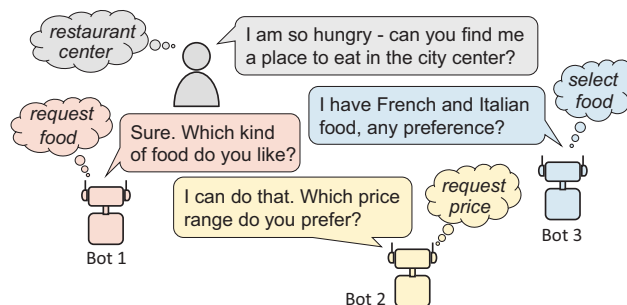 restaurant
center
I am so hungry - can you find me
a place to eat in the city center?
request
food
Sure. Which kind
of food do you like?
Bot 1
I have French and Italian
food, any preference?
select
food
Bot 3
I can do that. Which price
range do you prefer?
request
price
Bot 2